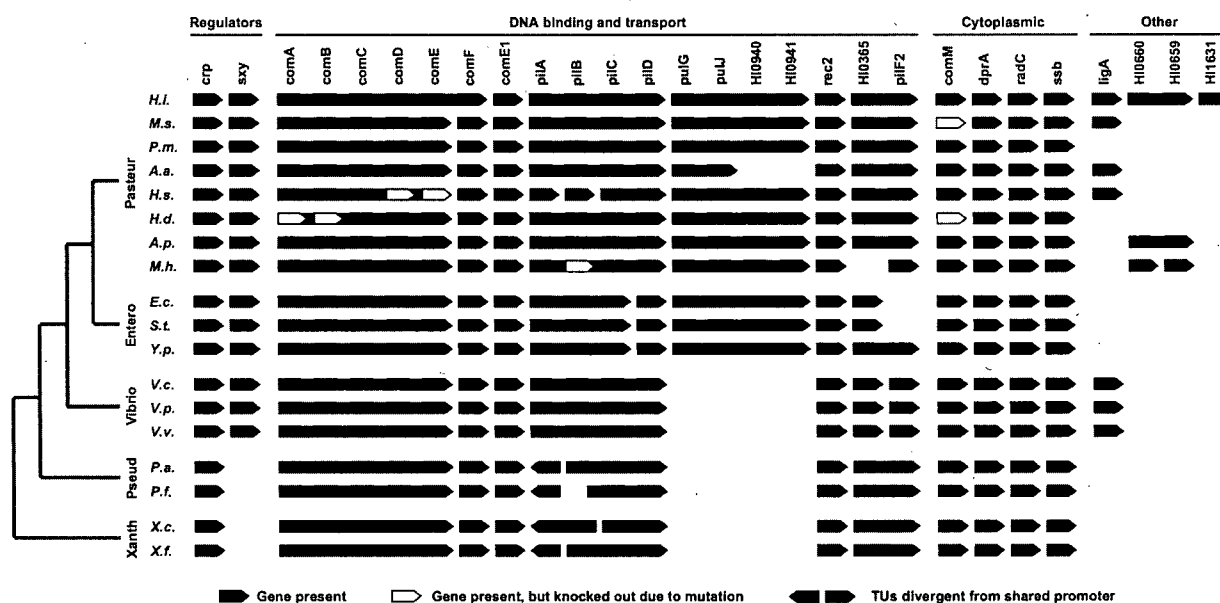 Regulators DNA binding and transport Cytoplasmic Other
crp sxy comA comB comC comD comE comF comE1 pilA pilB pilC pilD pulG pulJ HI0940 HI0941 rec2 HI0365 pilF2 comM dprA radC ssb ligA HI0660 HI0659 HI1631
H.i.
M.s.
P.m.
Pasteur
A.a.
H.s.
H.d.
A.p.
M.h.
Entero
E.c.
S.t.
Y.p.
Vibrio
V.c.
V.p.
V.v.
Pseud
P.a.
P.f.
Xanth
X.c.
X.f.
Gene present Gene present, but knocked out due to mutation TUs divergent from shared promoter